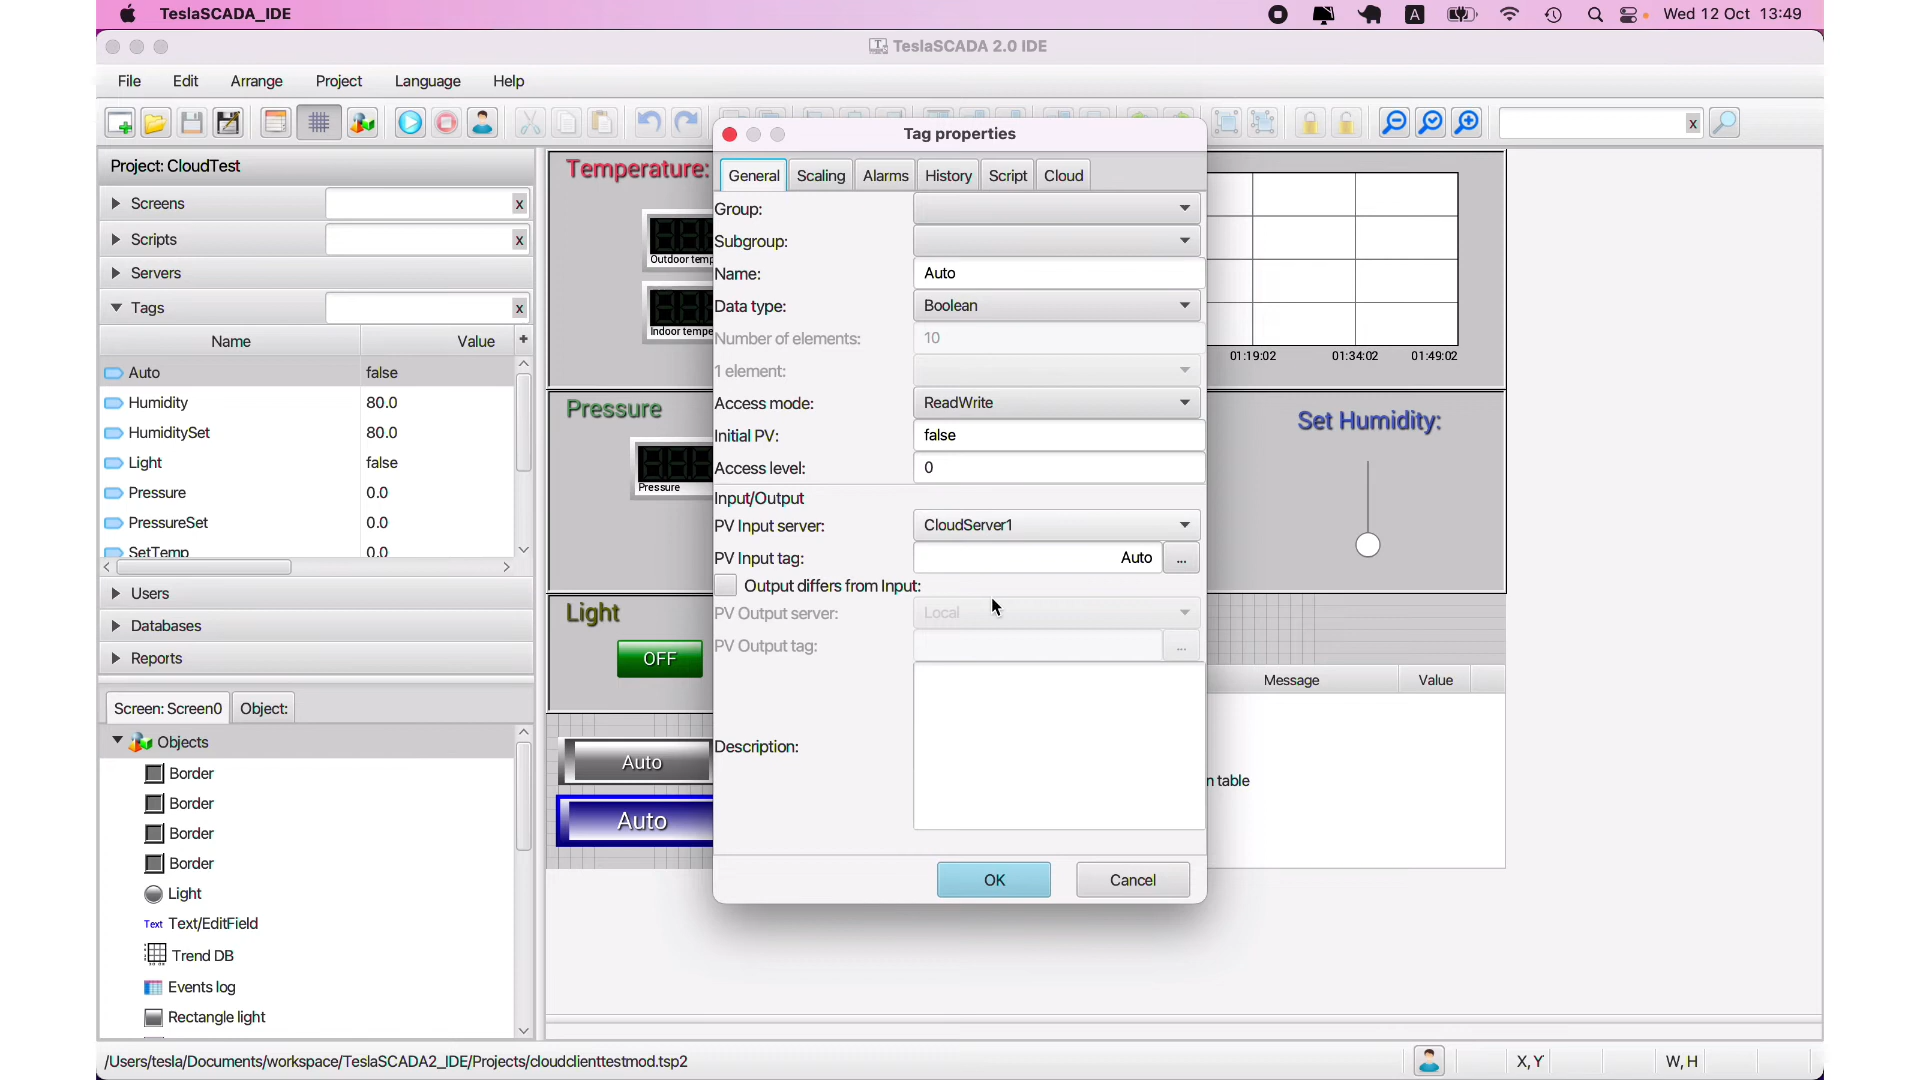 TeslaSCADA_IDE
A
Wed 12 Oct 13:49
TeslaSCADA 2.0 IDE
File Edit Arrange Project Language Help
x
Project: CloudTest
Screens x
Scripts x
Servers
Tags x
Name Value +
Auto false
Humidity 80.0
HumiditySet 80.0
Light false
Pressure 0.0
PressureSet 0.0
SetTemp 0.0
Users
Databases
Reports
Screen: Screen0 Object:
Objects
Border
Border
Border
Border
Light
Text Text/EditField
Trend DB
Events log
Rectangle light
Temperature:
Outdoor temp
Indoor tempe
Pressure
Pressure
Light
OFF
Auto
Auto
Tag properties
General Scaling Alarms History Script Cloud
Group:
Subgroup:
Name: Auto
Data type: Boolean
Number of elements: 10
1 element:
Access mode: ReadWrite
Initial PV: false
Access level: 0
Input/Output
PV Input server: CloudServer1
PV Input tag: Auto ...
Output differs from Input:
PV Output server: Local
PV Output tag: ...
Description:
OK Cancel
01:19:02 01:34:02 01:49:02
Set Humidity:
Message Value
n table
/Users/tesla/Documents/workspace/TeslaSCADA2_IDE/Projects/cloudclienttestmod.tsp2
X,Y W,H